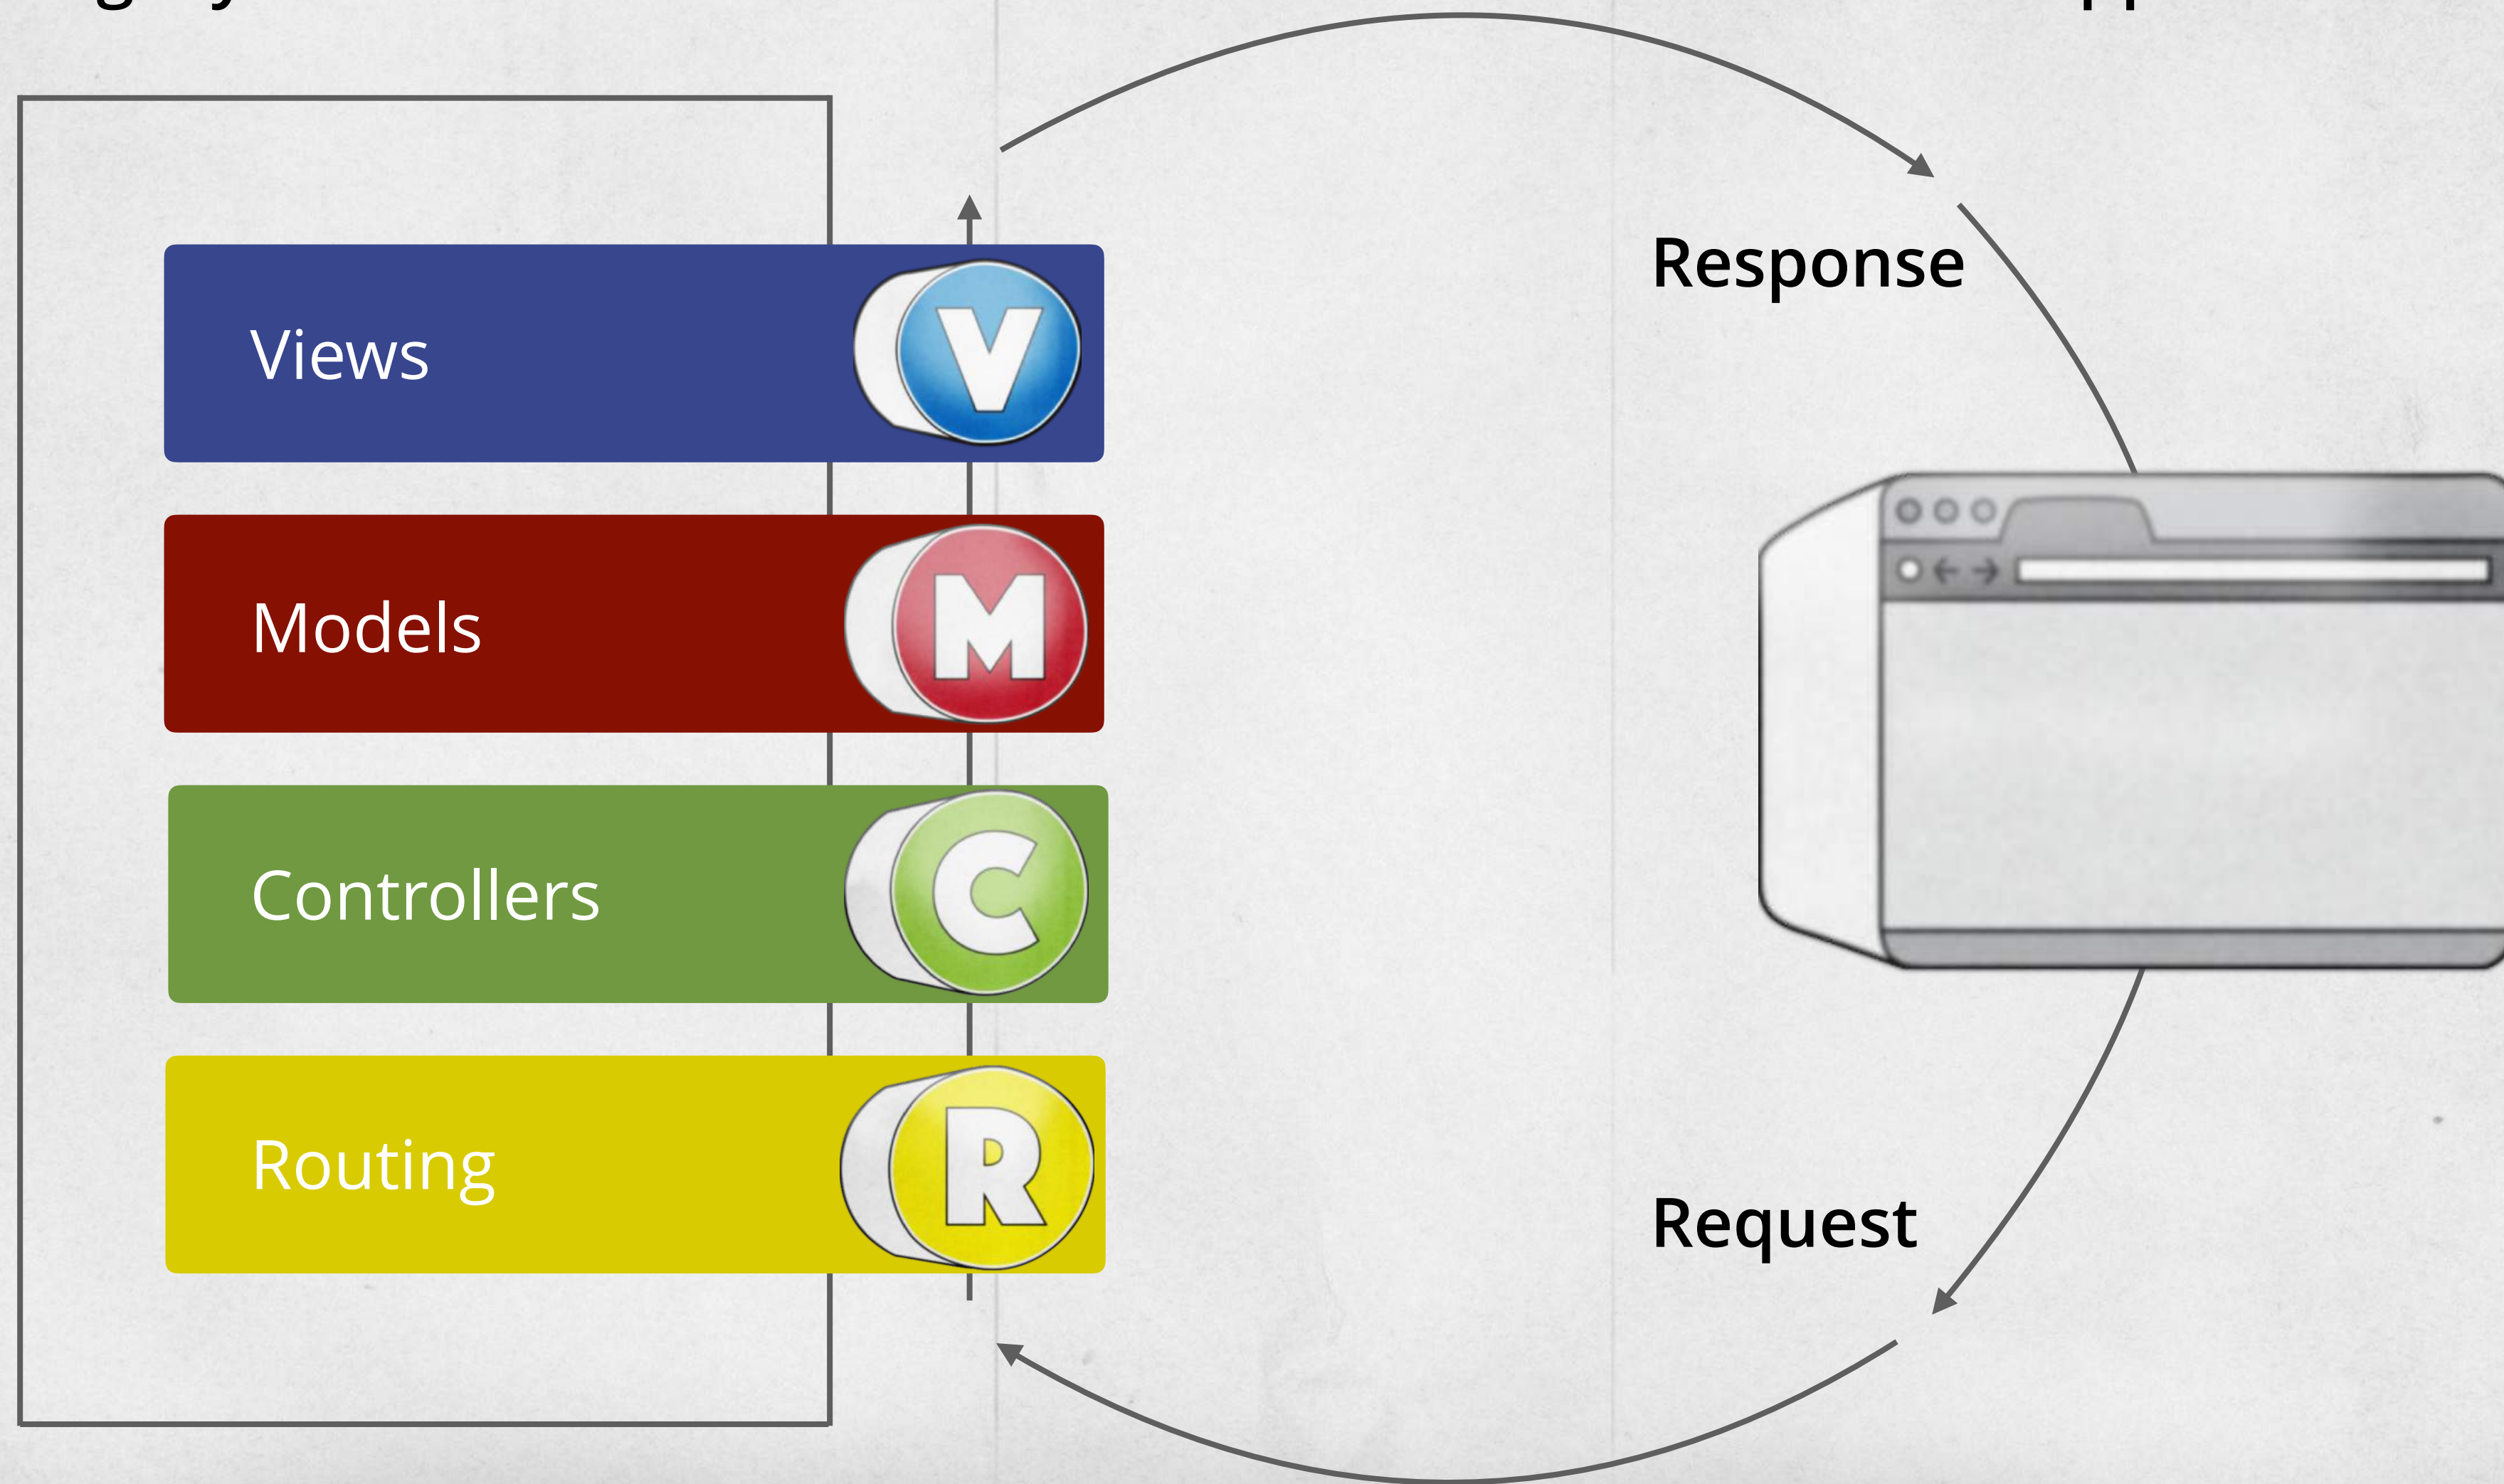 Response
Views
V
Models
M
Controllers
C
Routing
R
Request